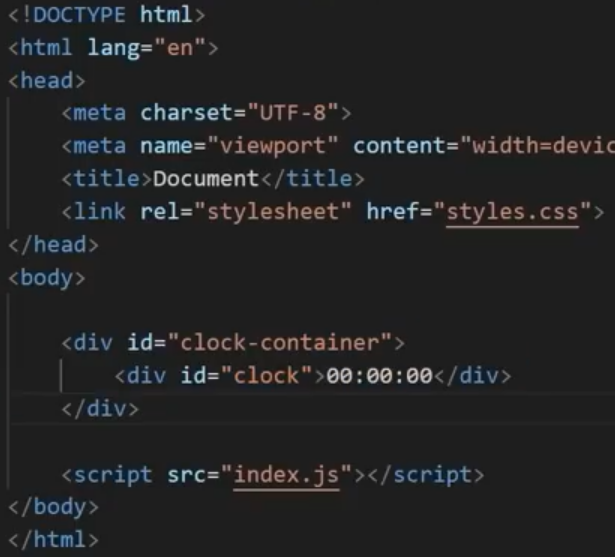 <!DOCTYPE html>
<html lang="en">
<head>
    <meta charset="UTF-8">
    <meta name="viewport" content="width=devic
    <title>Document</title>
    <link rel="stylesheet" href="styles.css">
</head>
<body>
    <div id="clock-container">
        <div id="clock">00:00:00</div>
    </div>
    <script src="index.js"></script>
</body>
</html>